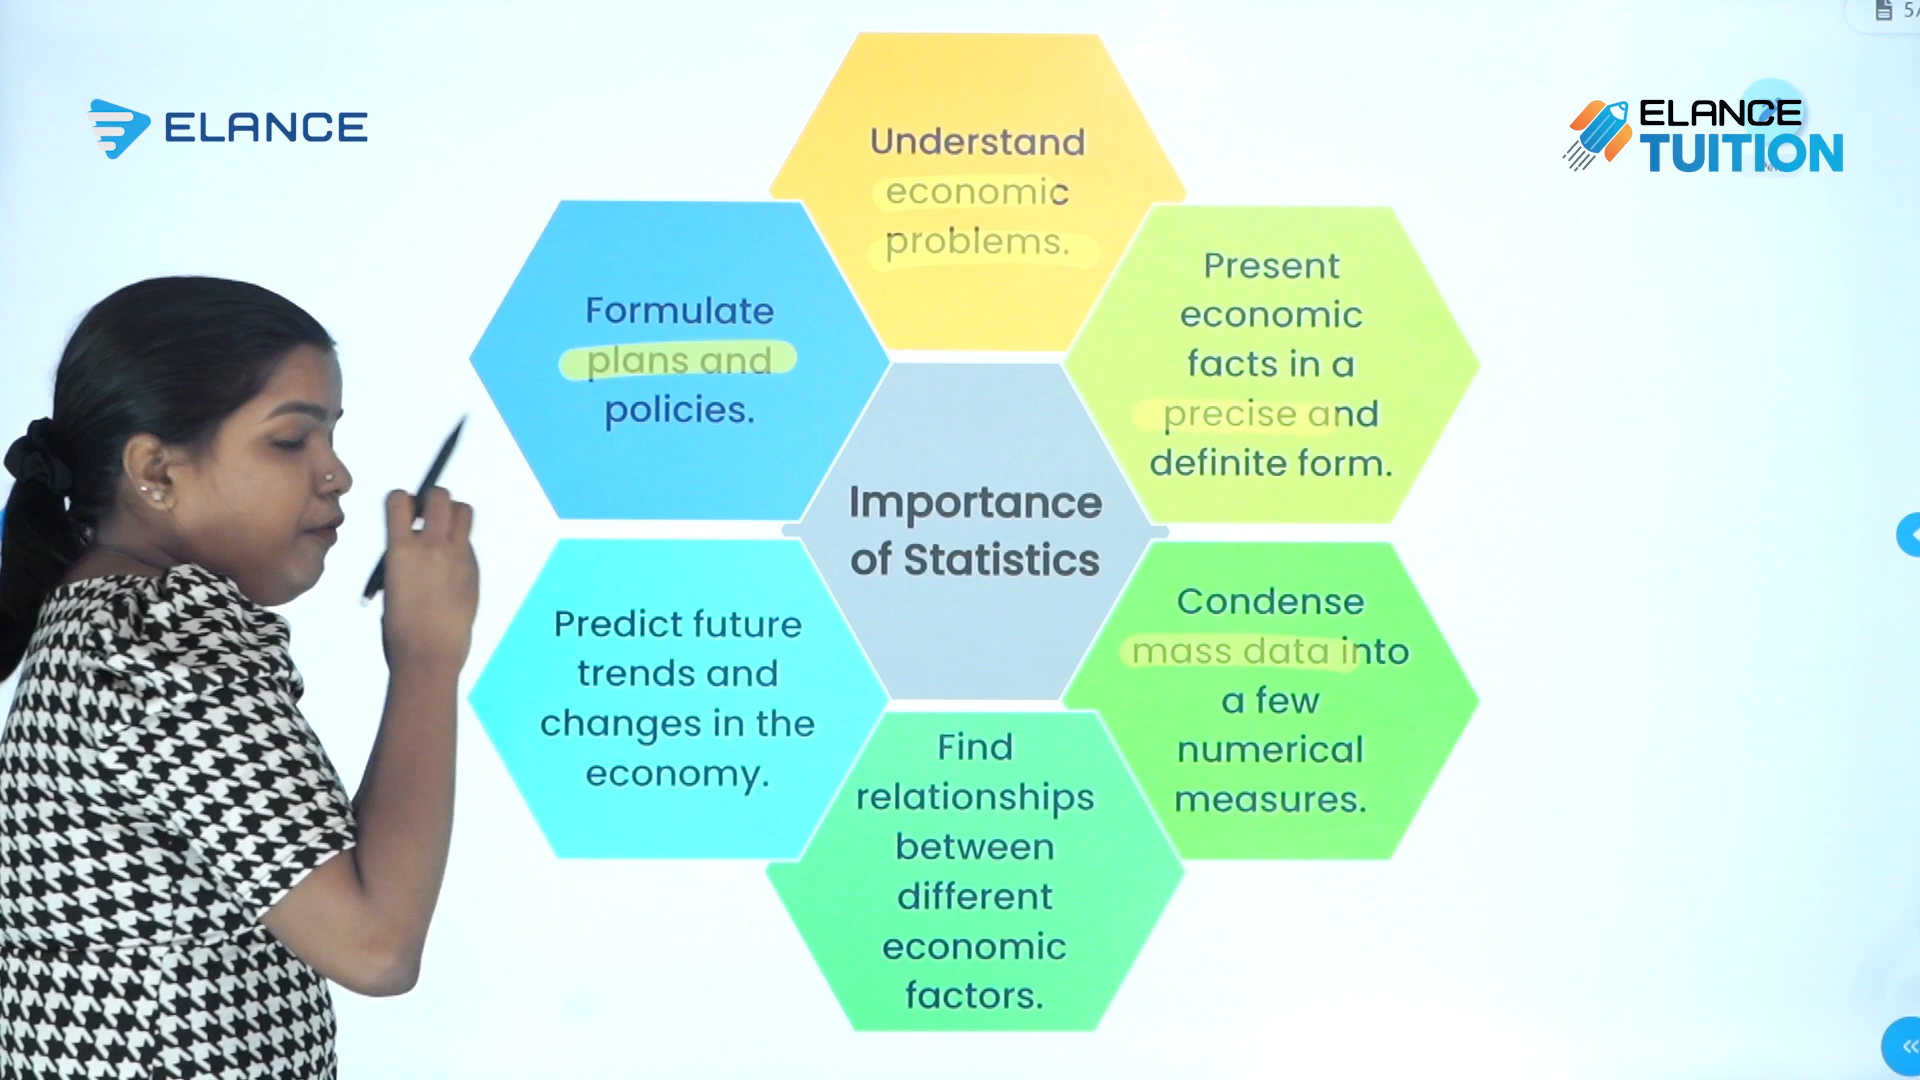 ELANCE
ELANCE
TUITION
5/
Understand
economic
problems.
Present
economic
facts in a
precise and
definite form.
Condense
mass data into
a few
numerical
measures.
Find
relationships
between
different
economic
factors.
Predict future
trends and
changes in the
economy.
Formulate
plans and
policies.
Importance
of Statistics